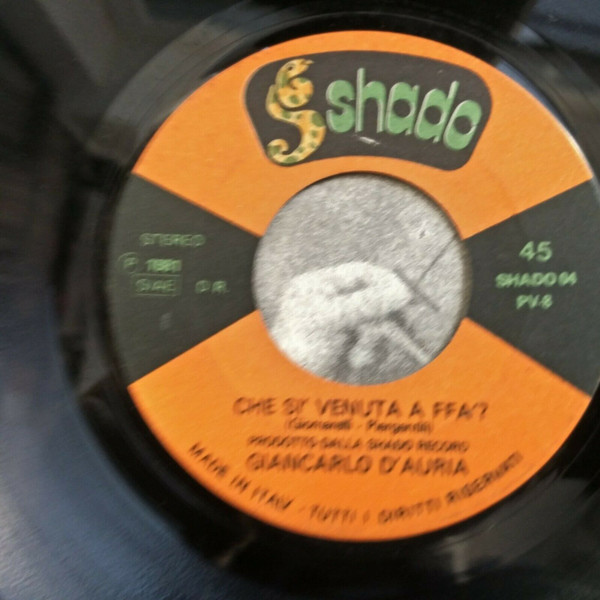 shado
STEREO
P 1981
SIAE D.R.
45
SHADO 04
PV-8
CHE SI' VENUTA A FFA'?
PRODOTTO DALLA SHADO RECORD
GIANCARLO D'AURIA
MADE IN ITALY - TUTTI I DIRITTI RISERVATI